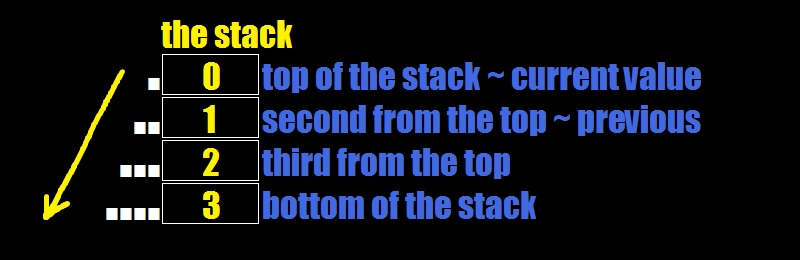 the stack
0 top of the stack ~ current value
1 second from the top ~ previous
2 third from the top
3 bottom of the stack